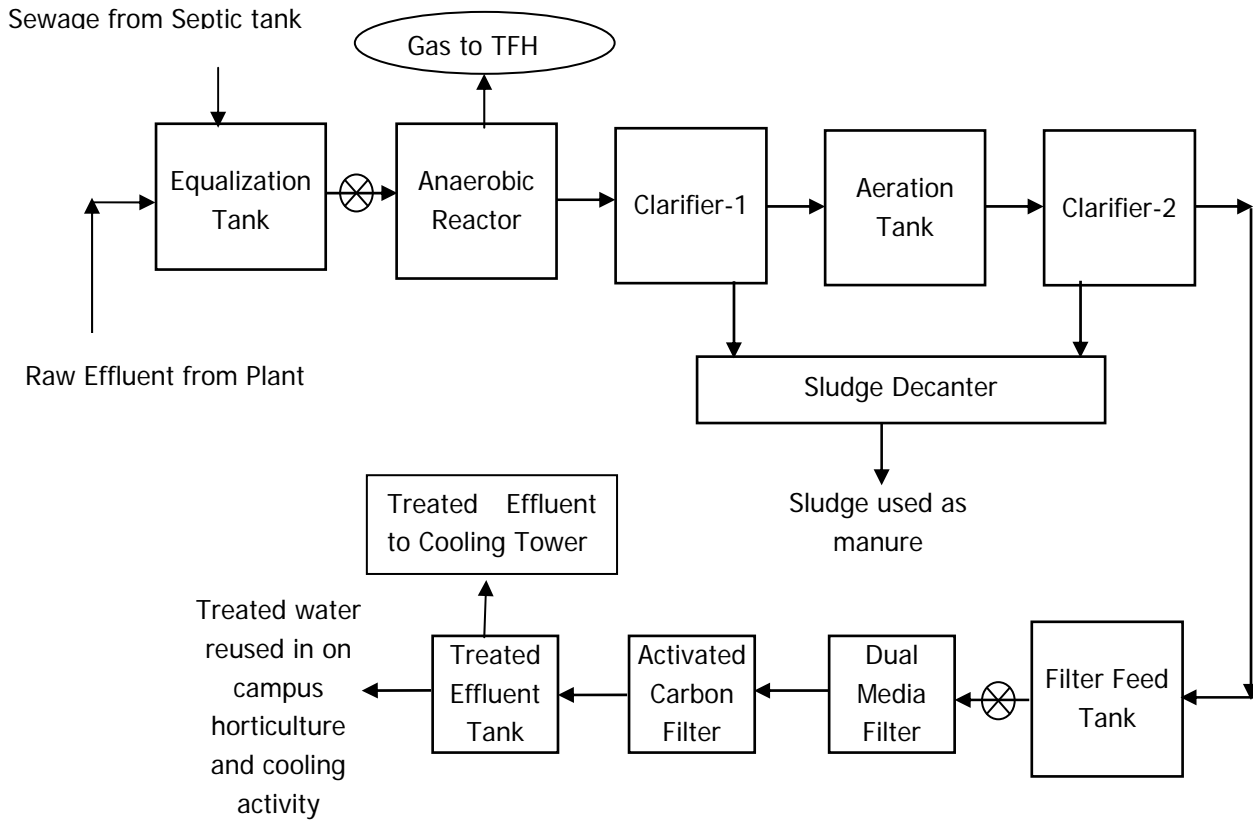 Sewage from Septic tank
Gas to TFH
Equalization
Tank
Anaerobic
Reactor
Clarifier-1
Aeration
Tank
Clarifier-2
Raw Effluent from Plant
Sludge Decanter
Sludge used as
manure
Treated Effluent
to Cooling Tower
Treated water
reused in on
campus
horticulture
and cooling
activity
Treated
Effluent
Tank
Activated
Carbon
Filter
Dual
Media
Filter
Filter Feed
Tank